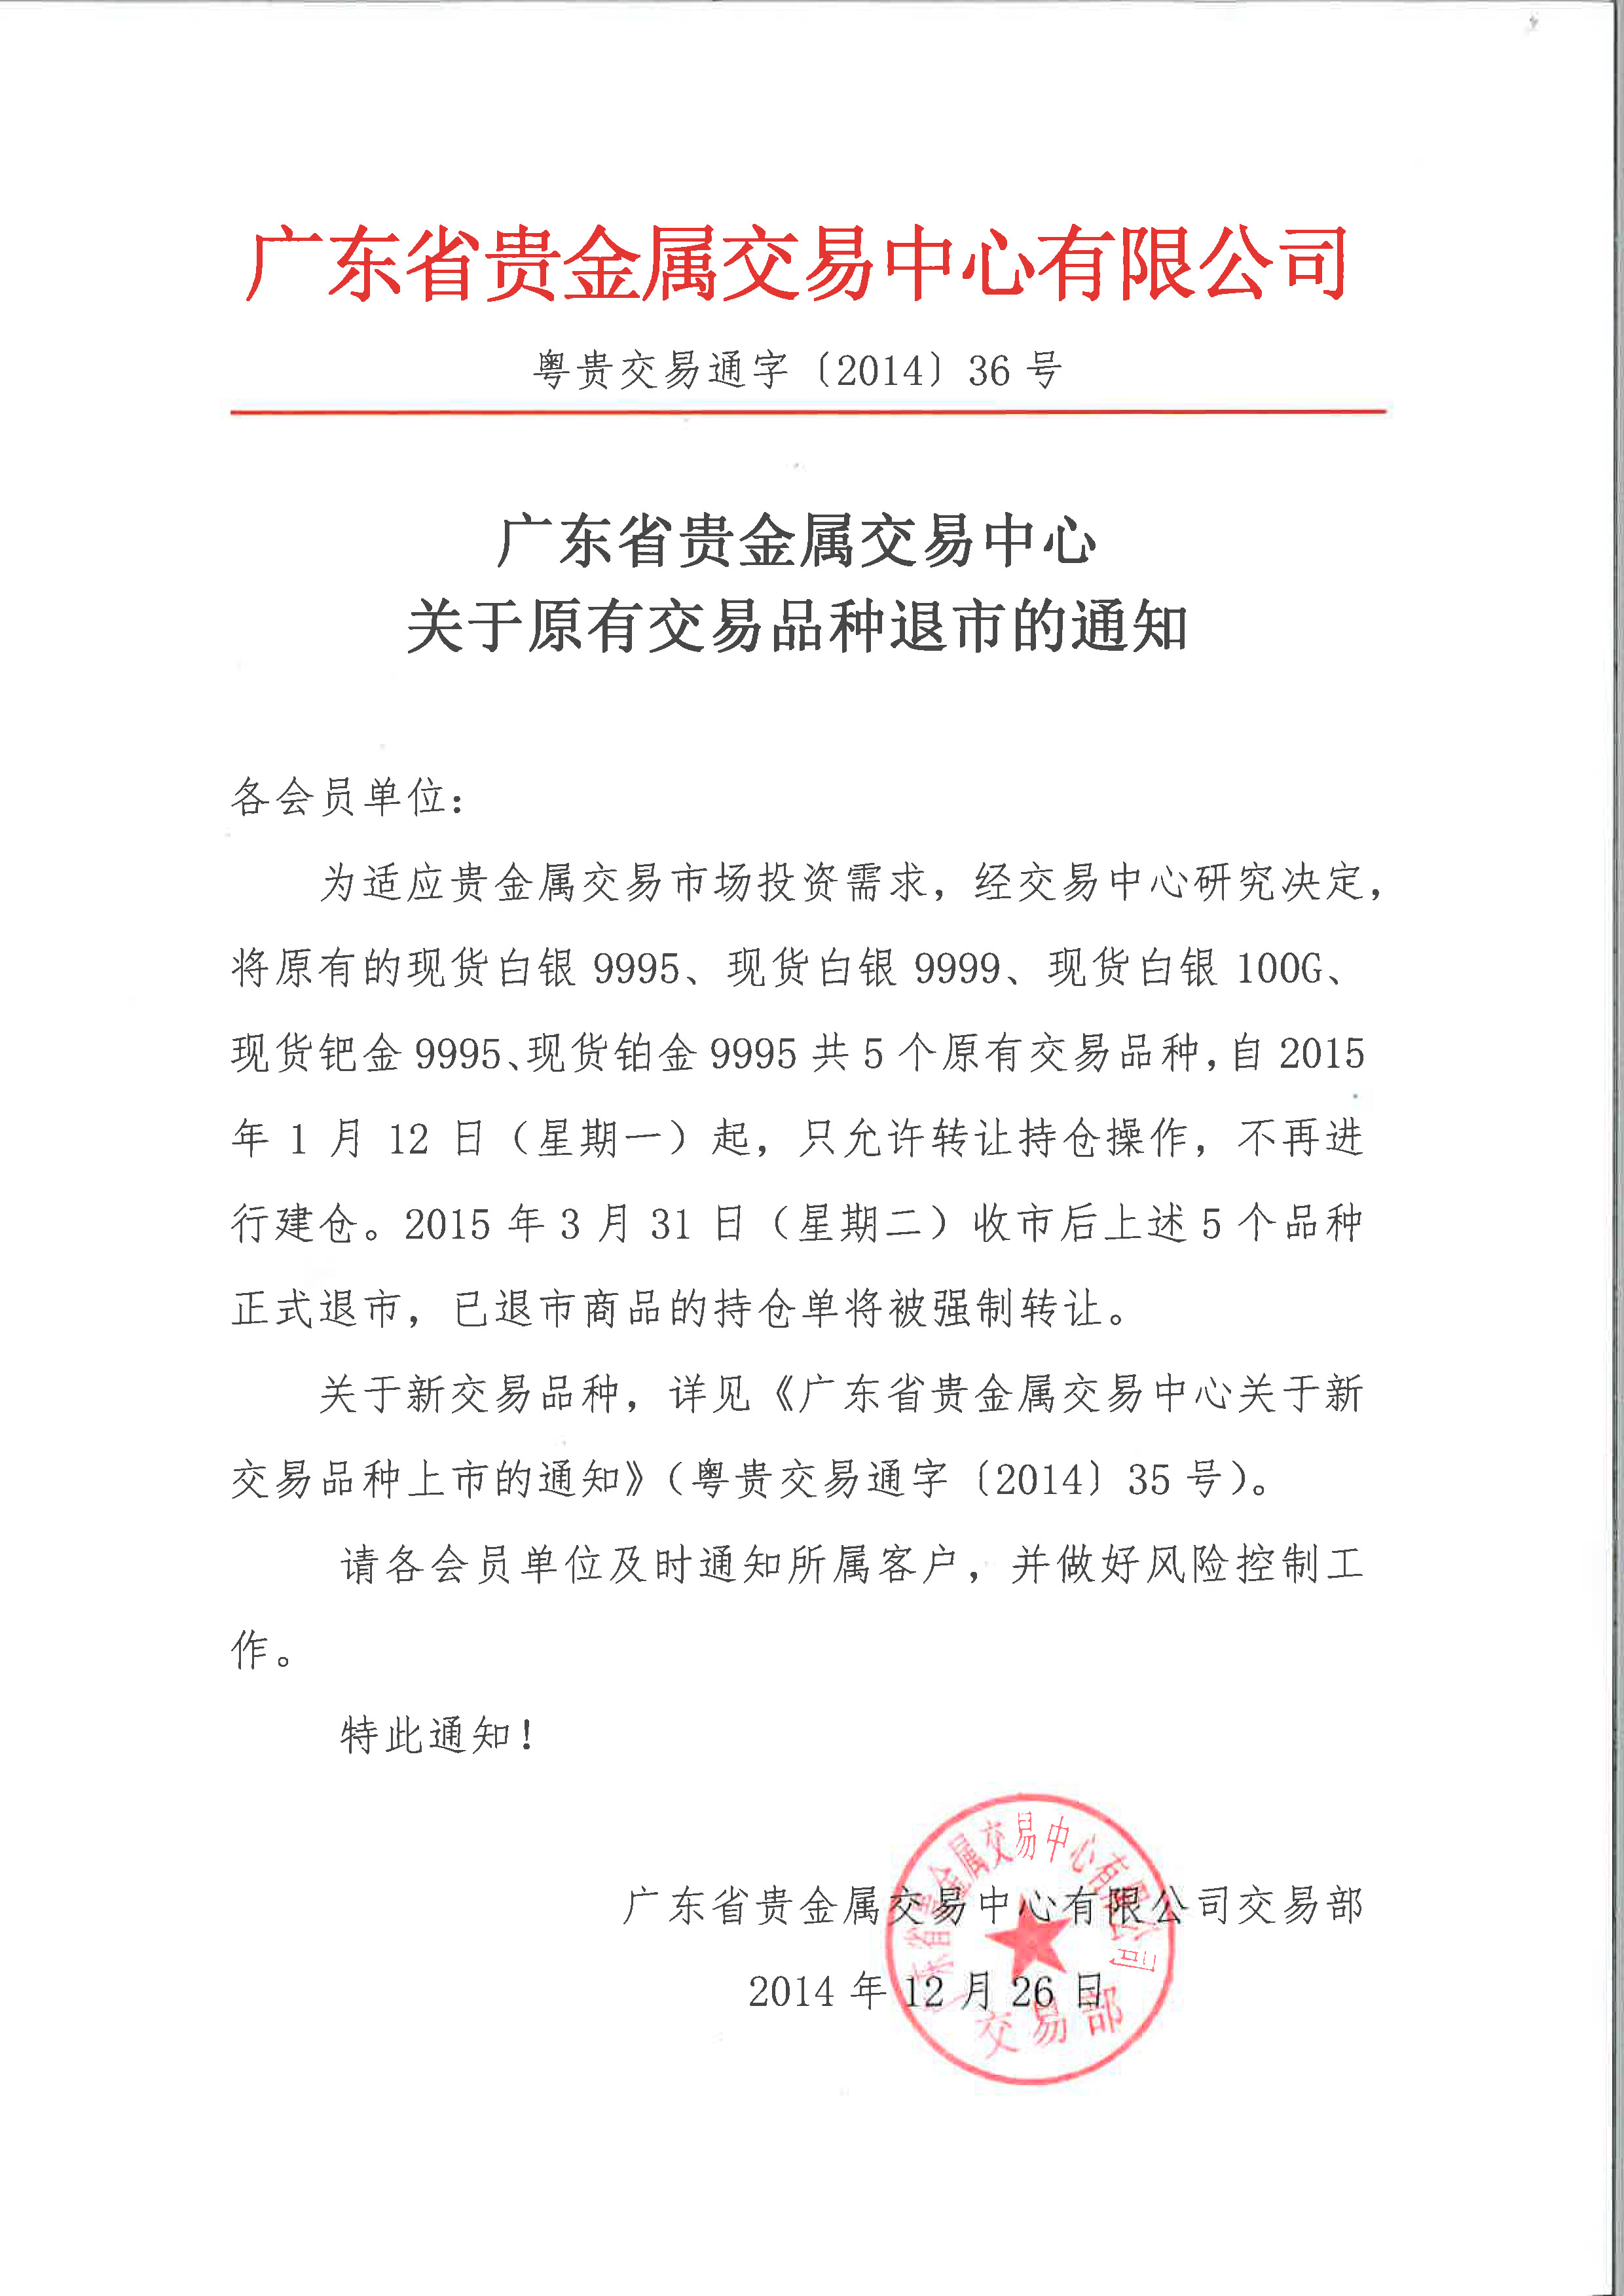 广东省贵金属交易中心有限公司
粤贵交易通字〔2014〕36 号
广东省贵金属交易中心
关于原有交易品种退市的通知
各会员单位：
为适应贵金属交易市场投资需求，经交易中心研究决定，
将原有的现货白银 9995、现货白银 9999、现货白银 100G、
现货钯金 9995、现货铂金 9995 共 5 个原有交易品种，自 2015
年 1 月 12 日（星期一）起，只允许转让持仓操作，不再进
行建仓。2015 年 3 月 31 日（星期二）收市后上述 5 个品种
正式退市，已退市商品的持仓单将被强制转让。
关于新交易品种，详见《广东省贵金属交易中心关于新
交易品种上市的通知》（粤贵交易通字〔2014〕35 号）。
请各会员单位及时通知所属客户，并做好风险控制工
作。
特此通知！
广东省贵金属交易中心有限公司交易部
2014 年 12 月 26 日
广东省贵金属交易中心有限公司
交易部